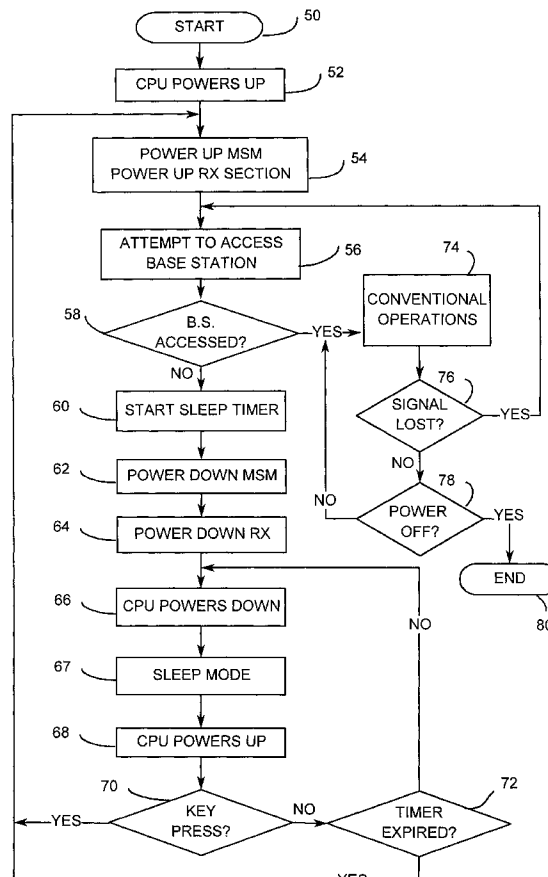 START
50
CPU POWERS UP
52
POWER UP MSM
POWER UP RX SECTION
54
ATTEMPT TO ACCESS
BASE STATION
56
74
CONVENTIONAL
OPERATIONS
58
B.S.
ACCESSED?
YES
NO
76
SIGNAL
LOST?
YES
NO
60
START SLEEP TIMER
62
POWER DOWN MSM
78
POWER
OFF?
NO
YES
64
POWER DOWN RX
END
80
66
CPU POWERS DOWN
NO
67
SLEEP MODE
68
CPU POWERS UP
70
KEY
PRESS?
YES
NO
72
TIMER
EXPIRED?
YES